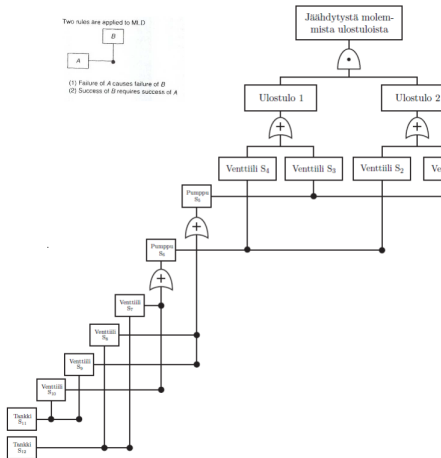 Two rules are applied to MLD
B
A
(1) Failure of A causes failure of B
(2) Success of B requires success of A
Jäähdytystä molem-
mista ulostuloista
Ulostulo 1
Ulostulo 2
+
+
Venttiili S₄
Venttiili S₃
Venttiili S₂
Pumppu
S₅
+
Pumppu
S₆
+
Venttiili
S₇
Venttiili
S₈
Venttiili
S₉
Venttiili
S₁₀
Tankki
S₁₁
Tankki
S₁₂